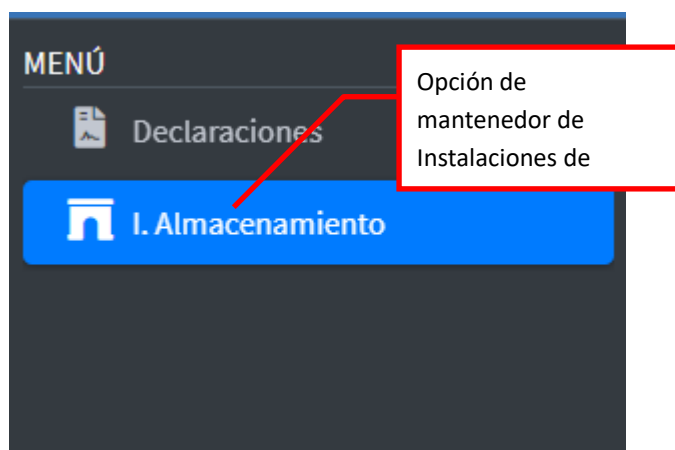 MENÚ
Declaraciones
I. Almacenamiento
Opción de
mantenedor de
Instalaciones de